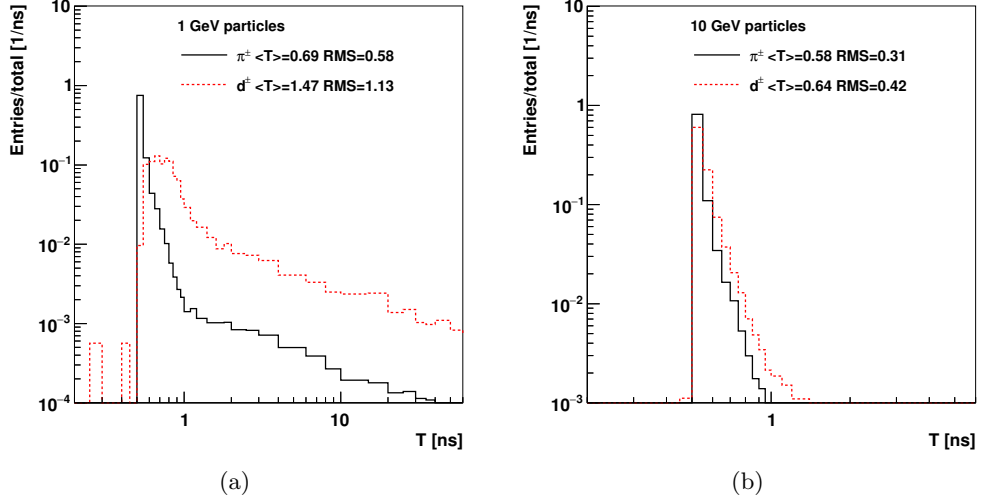 1 GeV particles
π± <T>=0.69 RMS=0.58
d± <T>=1.47 RMS=1.13
Entries/total [1/ns]
10
1
10⁻¹
10⁻²
10⁻³
10⁻⁴
1
10
T [ns]
(a)
10 GeV particles
π± <T>=0.58 RMS=0.31
d± <T>=0.64 RMS=0.42
Entries/total [1/ns]
10
1
10⁻¹
10⁻²
10⁻³
1
T [ns]
(b)